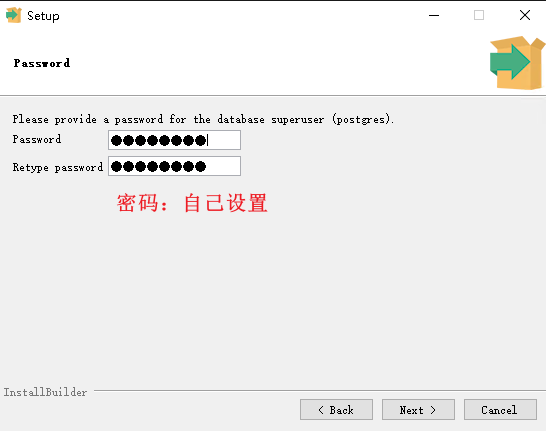 Setup
Password
Please provide a password for the database superuser (postgres).
Password ●●●●●●●●
Retype password ●●●●●●●●
密码：自己设置
InstallBuilder
< Back Next > Cancel